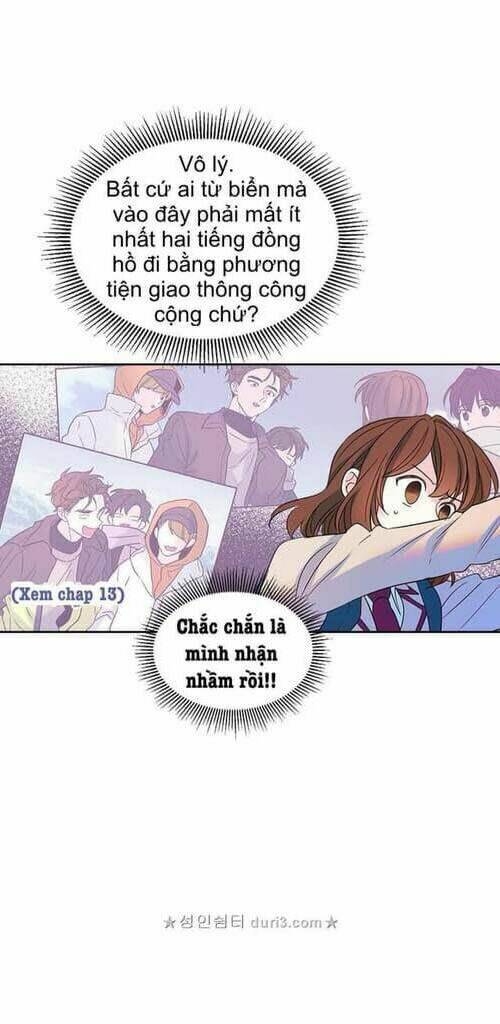 Vô lý.
Bất cứ ai từ biển mà
vào đây phải mất ít
nhất hai tiếng đồng
hồ đi bằng phương
tiện giao thông công
cộng chứ?
(Xem chap 13)
Chắc chắn là
mình nhận
nhầm rồi!!
★성인쉼터 duri3.com★